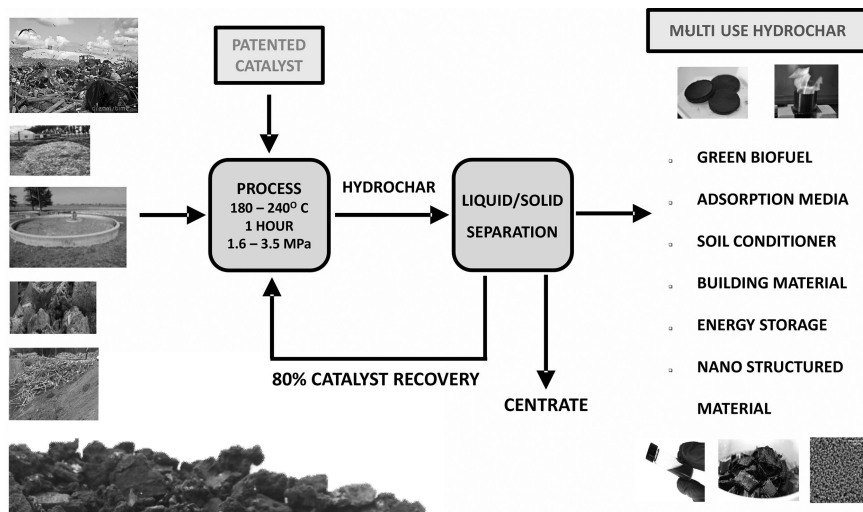 PATENTED
CATALYST
MULTI USE HYDROCHAR
PROCESS
180 – 240⁰ C
1 HOUR
1.6 – 3.5 MPa
HYDROCHAR
LIQUID/SOLID
SEPARATION
80% CATALYST RECOVERY
CENTRATE
GREEN BIOFUEL
ADSORPTION MEDIA
SOIL CONDITIONER
BUILDING MATERIAL
ENERGY STORAGE
NANO STRUCTURED
MATERIAL